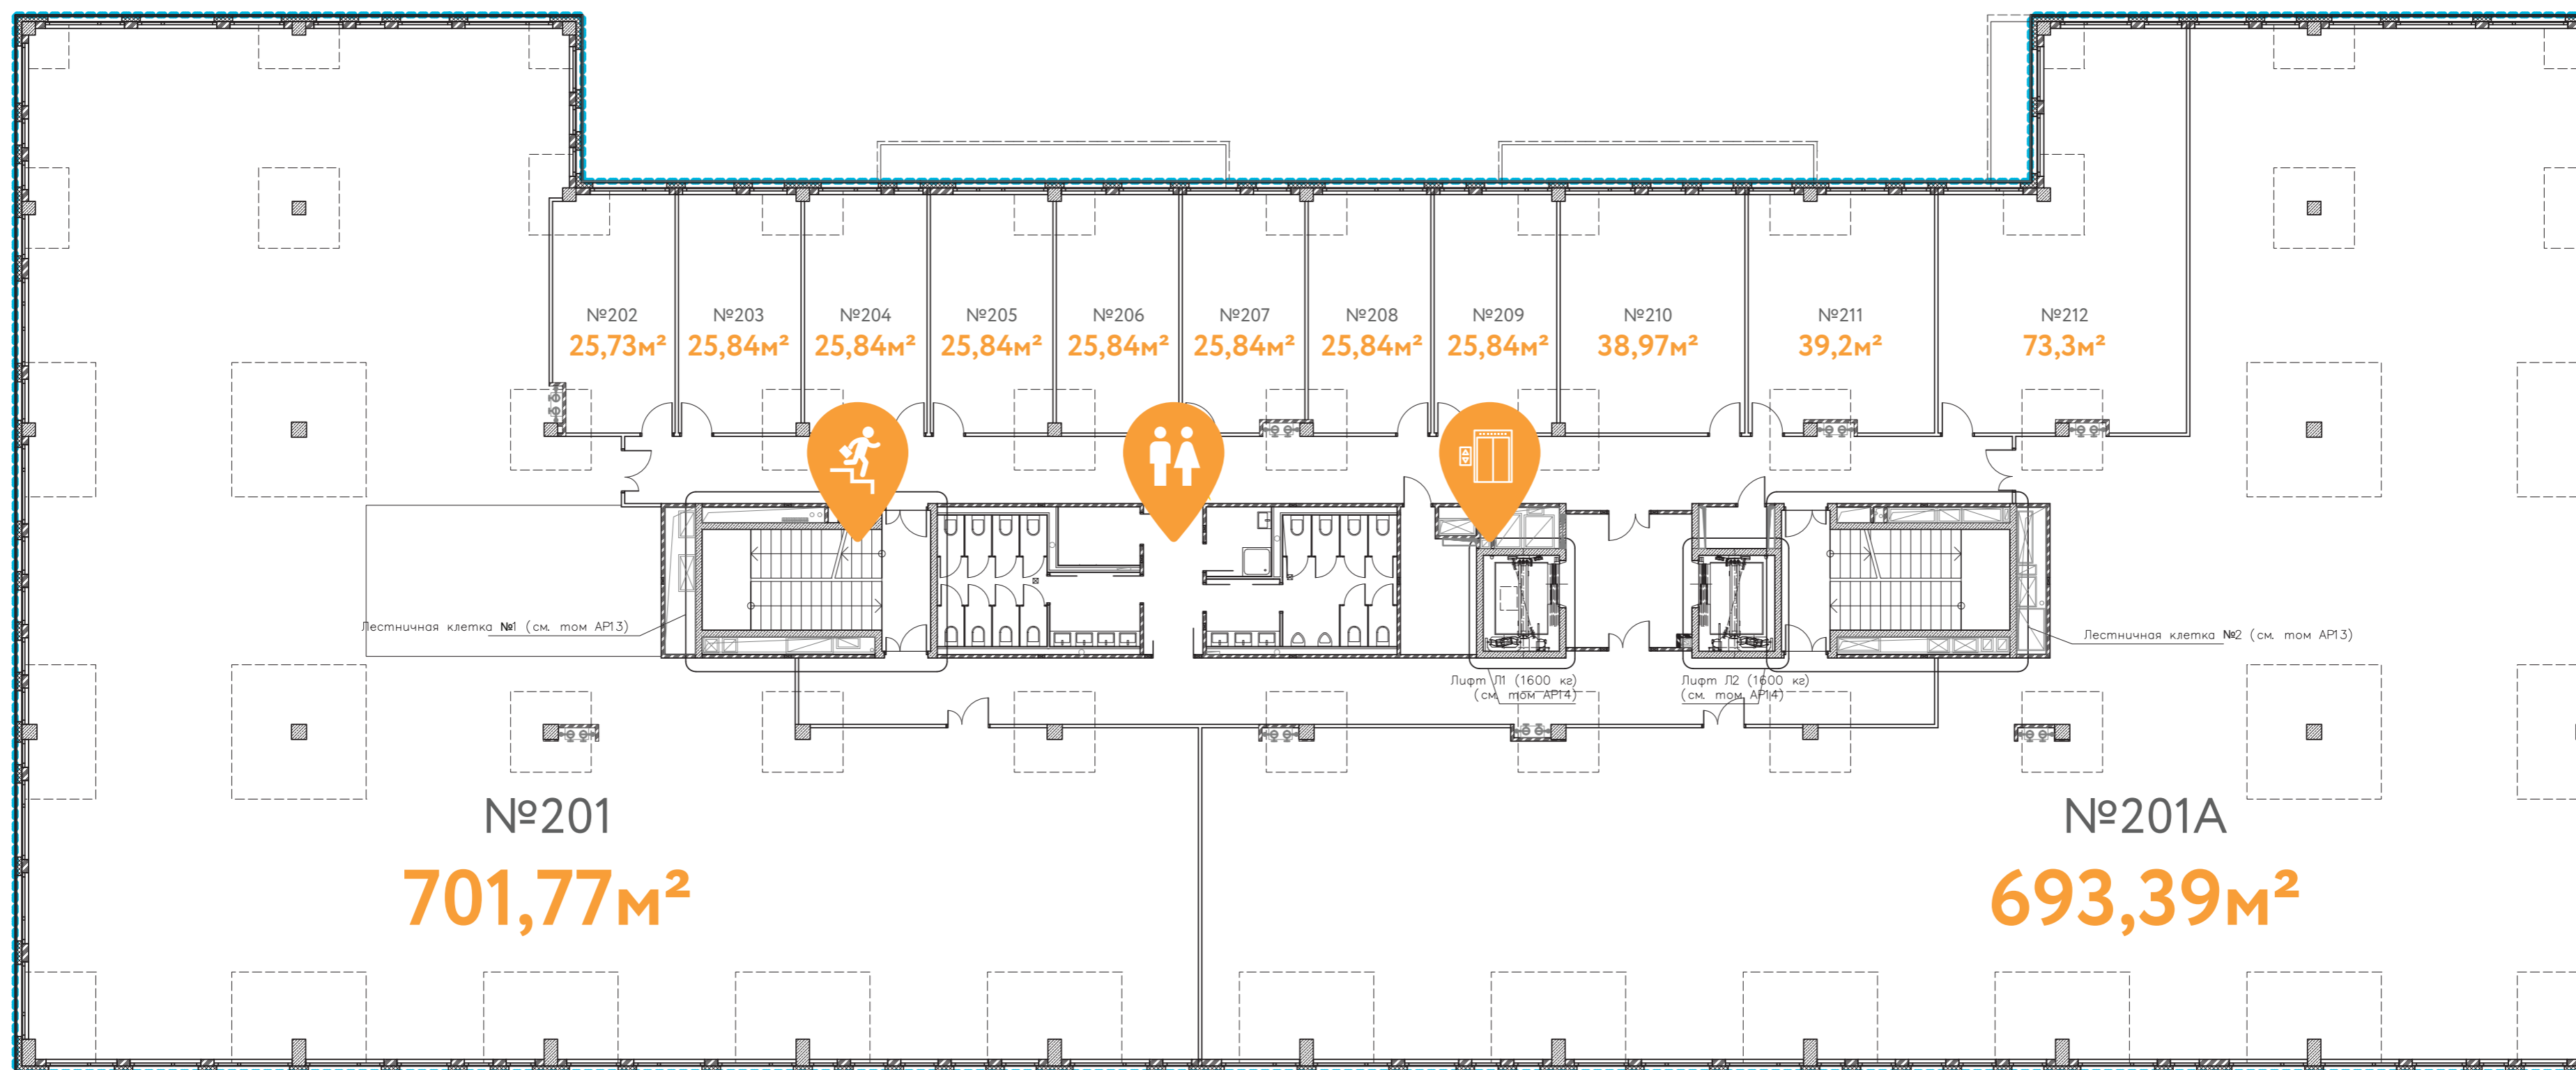 №202
25,73м²
№203
25,84м²
№204
25,84м²
№205
25,84м²
№206
25,84м²
№207
25,84м²
№208
25,84м²
№209
25,84м²
№210
38,97м²
№211
39,2м²
№212
73,3м²
Лестничная клетка №1 (см. том АР13)
Лестничная клетка №2 (см. том АР13)
Лифт Л1 (1600 кг)
(см. том АР14)
Лифт Л2 (1600 кг)
(см. том АР14)
№201
701,77м²
№201А
693,39м²